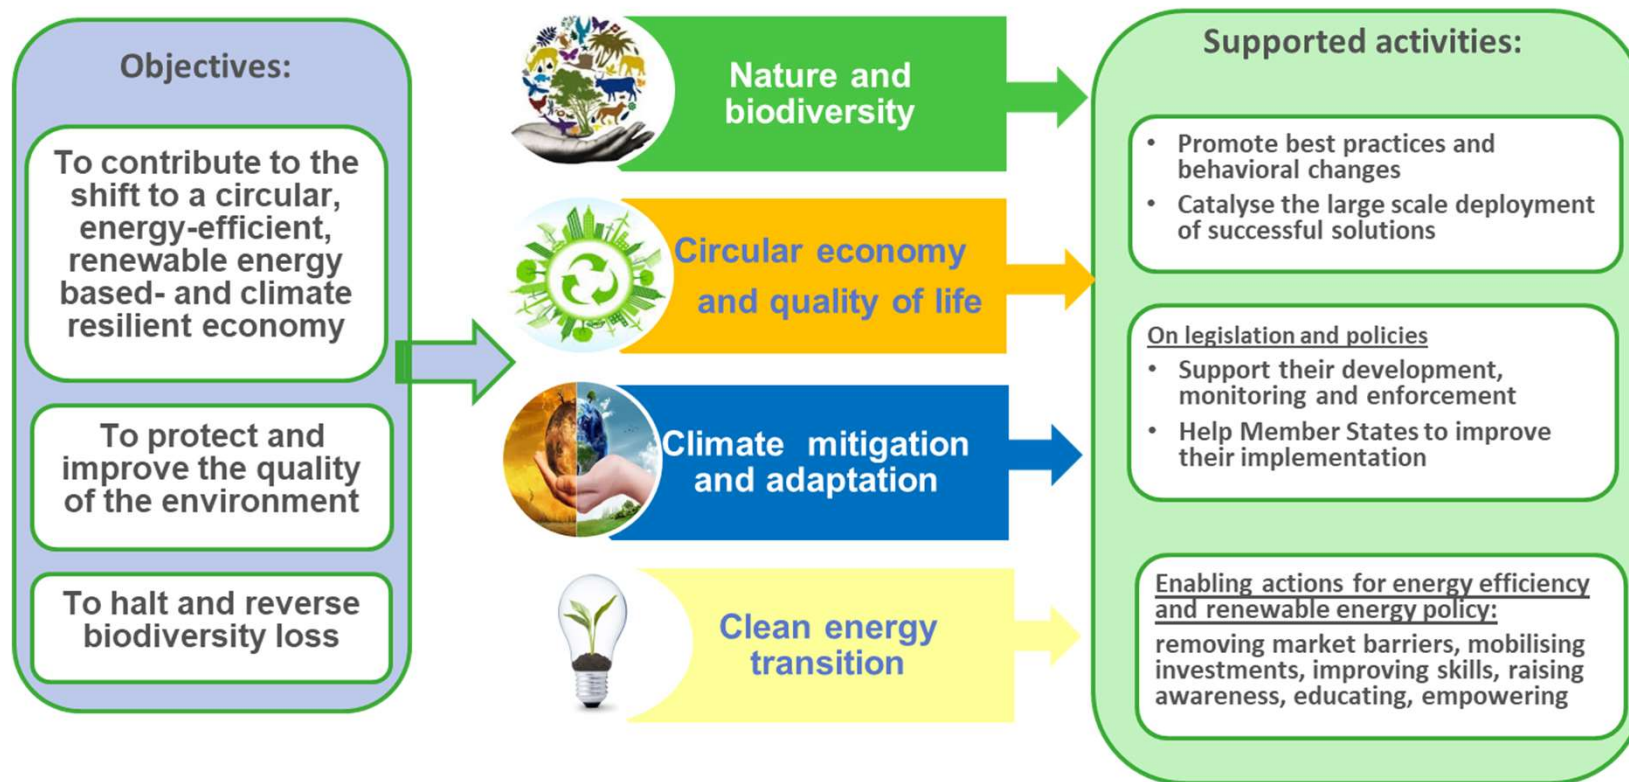 Objectives:
To contribute to the
shift to a circular,
energy-efficient,
renewable energy
based- and climate
resilient economy
To protect and
improve the quality
of the environment
To halt and reverse
biodiversity loss
Nature and
biodiversity
Circular economy
and quality of life
Climate mitigation
and adaptation
Clean energy
transition
Supported activities:
• Promote best practices and
behavioral changes
• Catalyse the large scale deployment
of successful solutions
On legislation and policies
• Support their development,
monitoring and enforcement
• Help Member States to improve
their implementation
Enabling actions for energy efficiency
and renewable energy policy:
removing market barriers, mobilising
investments, improving skills, raising
awareness, educating, empowering